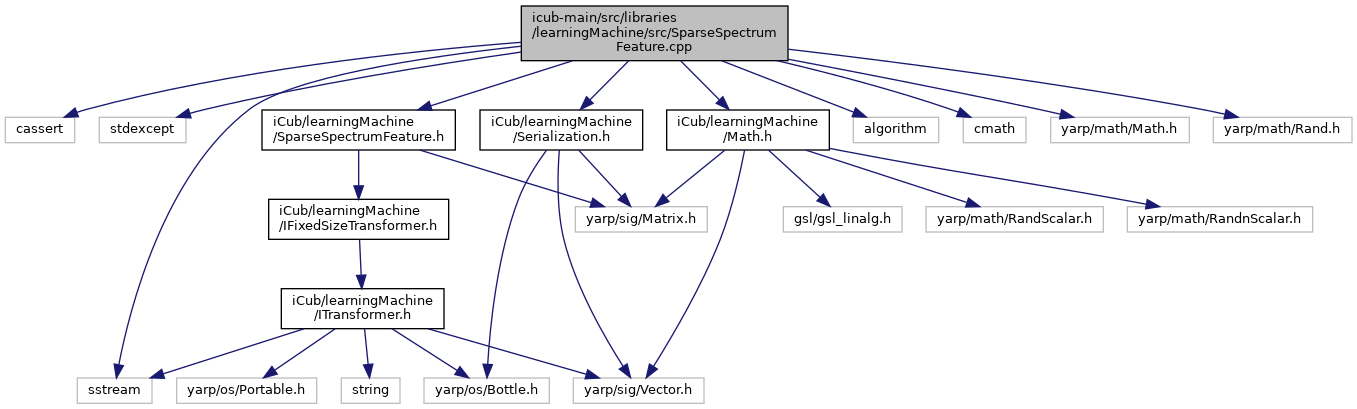 icub-main/src/libraries
/learningMachine/src/SparseSpectrum
Feature.cpp
cassert
stdexcept
iCub/learningMachine
/SparseSpectrumFeature.h
iCub/learningMachine
/Serialization.h
iCub/learningMachine
/Math.h
algorithm
cmath
yarp/math/Math.h
yarp/math/Rand.h
iCub/learningMachine
/IFixedSizeTransformer.h
yarp/sig/Matrix.h
gsl/gsl_linalg.h
yarp/math/RandScalar.h
yarp/math/RandnScalar.h
iCub/learningMachine
/ITransformer.h
sstream
yarp/os/Portable.h
string
yarp/os/Bottle.h
yarp/sig/Vector.h